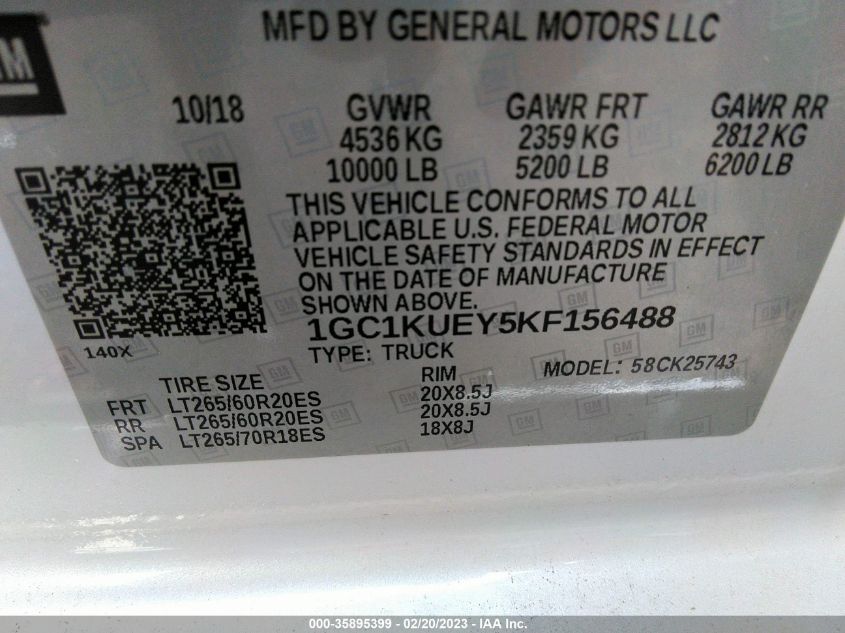 GM
MFD BY GENERAL MOTORS LLC
10/18 GVWR GAWR FRT GAWR RR
4536 KG 2359 KG 2812 KG
10000 LB 5200 LB 6200 LB
THIS VEHICLE CONFORMS TO ALL
APPLICABLE U.S. FEDERAL MOTOR
VEHICLE SAFETY STANDARDS IN EFFECT
ON THE DATE OF MANUFACTURE
SHOWN ABOVE.
1GC1KUEY5KF156488
140X
TYPE: TRUCK MODEL: 58CK25743
TIRE SIZE RIM
FRT LT265/60R20ES 20X8.5J
RR LT265/60R20ES 20X8.5J
SPA LT265/70R18ES 18X8J
000-35895399 - 02/20/2023 - IAA Inc.